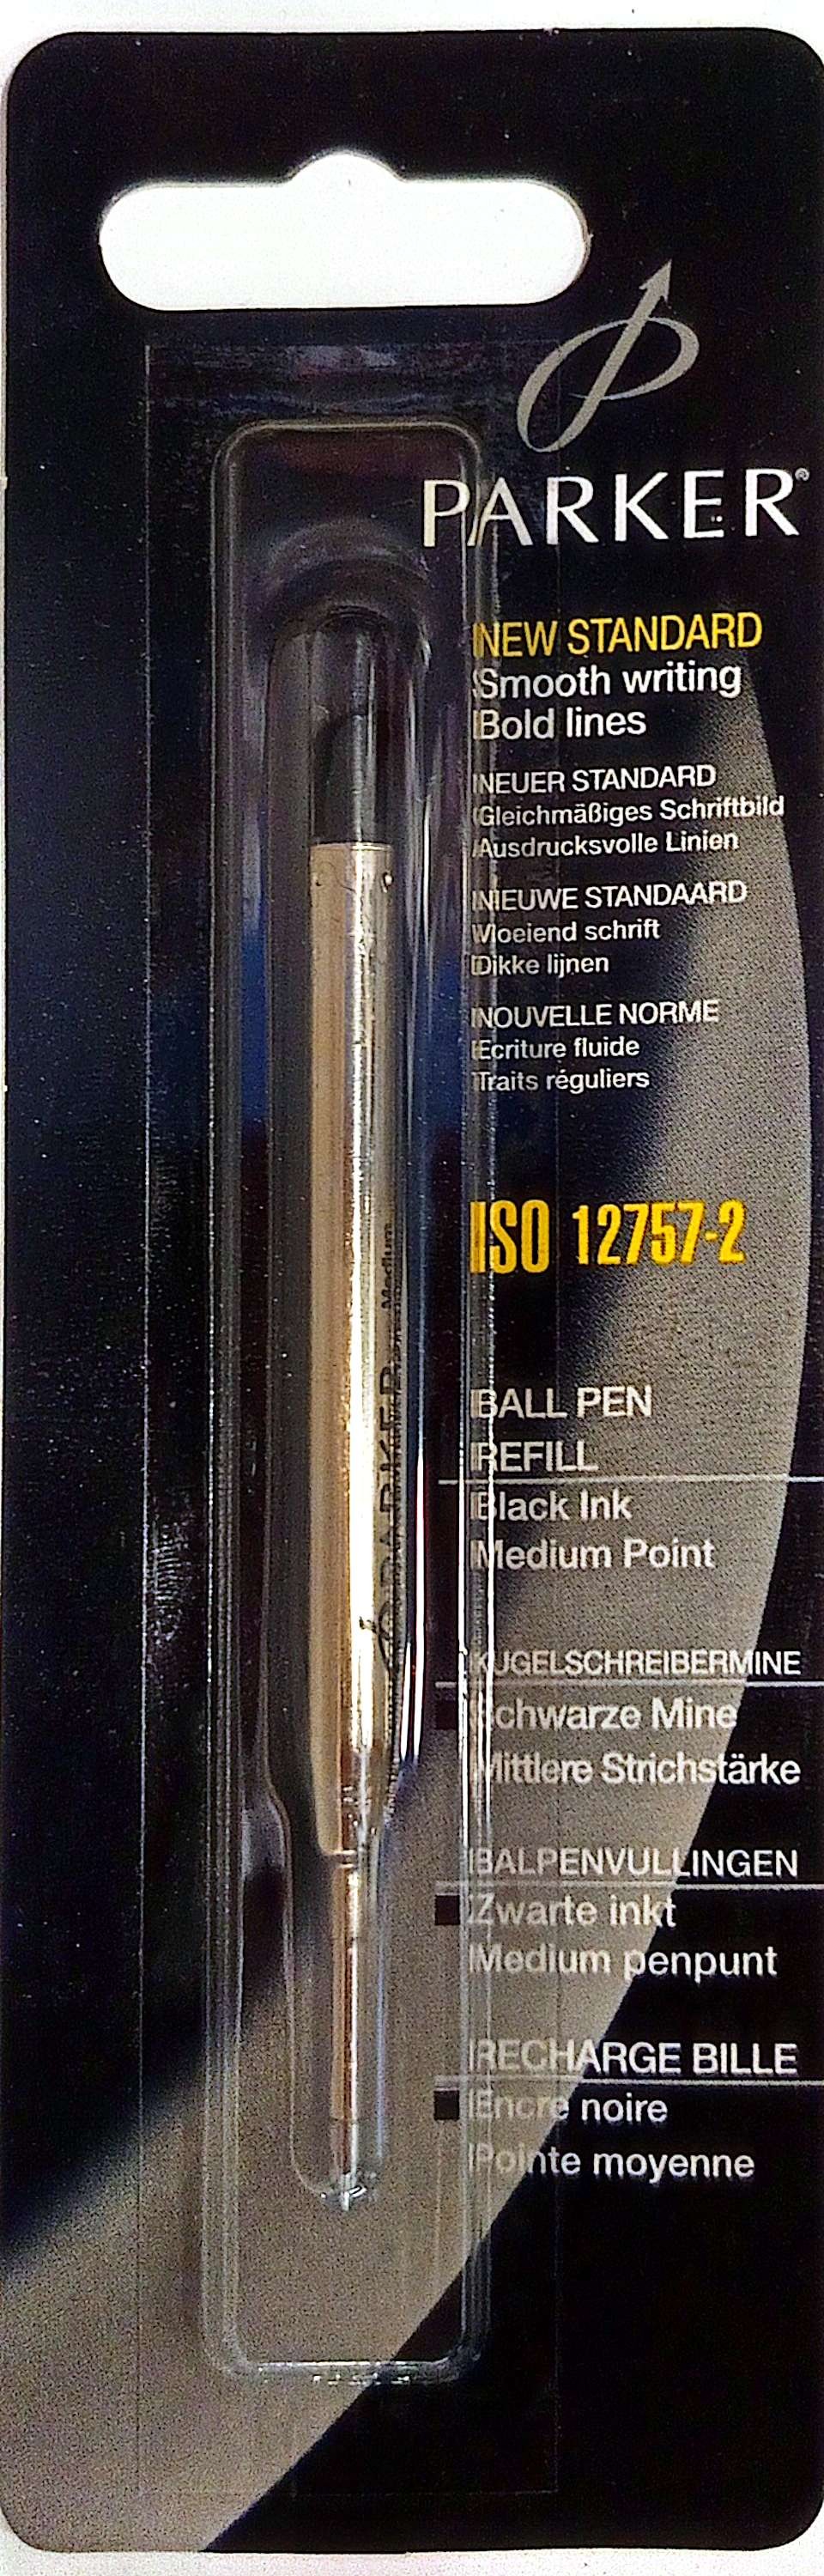 PARKER®
NEW STANDARD
Smooth writing
Bold lines
NEUER STANDARD
Gleichmäßiges Schriftbild
Ausdrucksvolle Linien
NIEUWE STANDAARD
Vloeiend schrift
Dikke lijnen
NOUVELLE NORME
Ecriture fluide
Traits réguliers
ISO 12757-2
BALL PEN
REFILL
Black Ink
Medium Point
KUGELSCHREIBERMINE
Schwarze Mine
Mittlere Strichstärke
BALPENVULLINGEN
Zwarte inkt
Medium penpunt
RECHARGE BILLE
Encre noire
Pointe moyenne
PARKER Medium